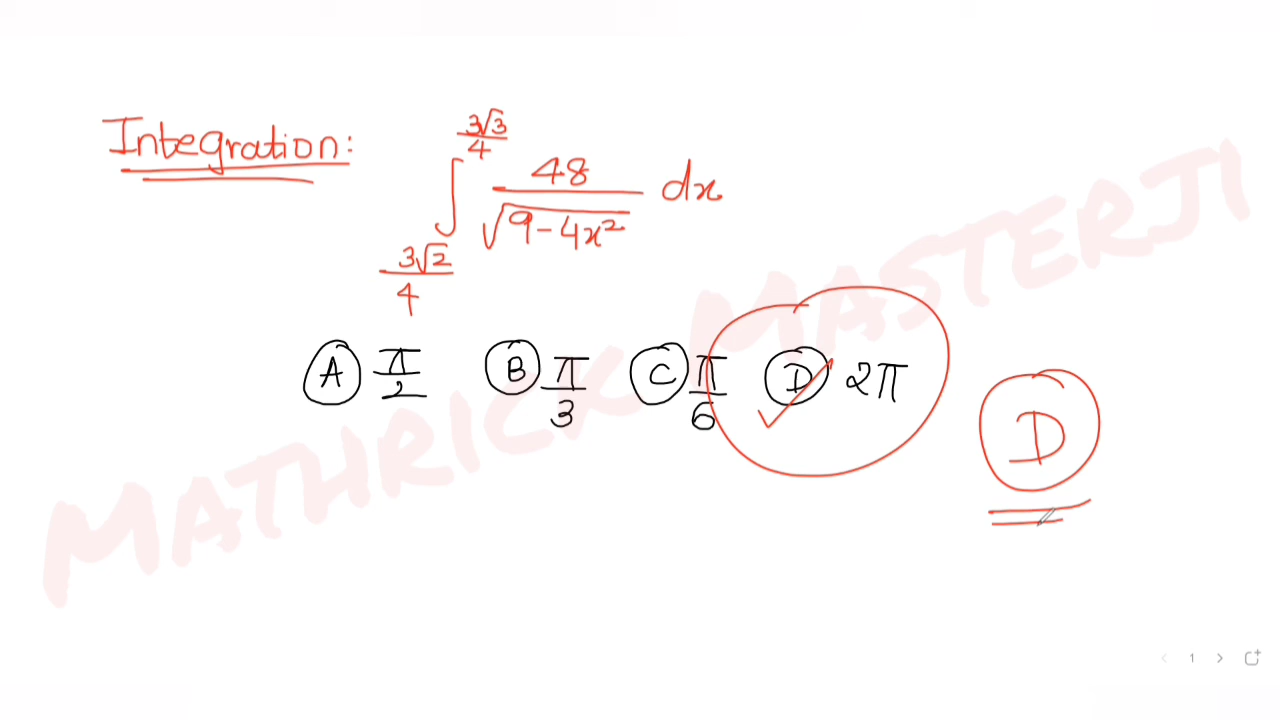 Integration: ∫_{3√2/4}^{3√3/4} 48/√(9-4x²) dx
(A) π/2 (B) π/3 (C) π/6 (D) 2π
D
MATHRICK MASTERJI
1